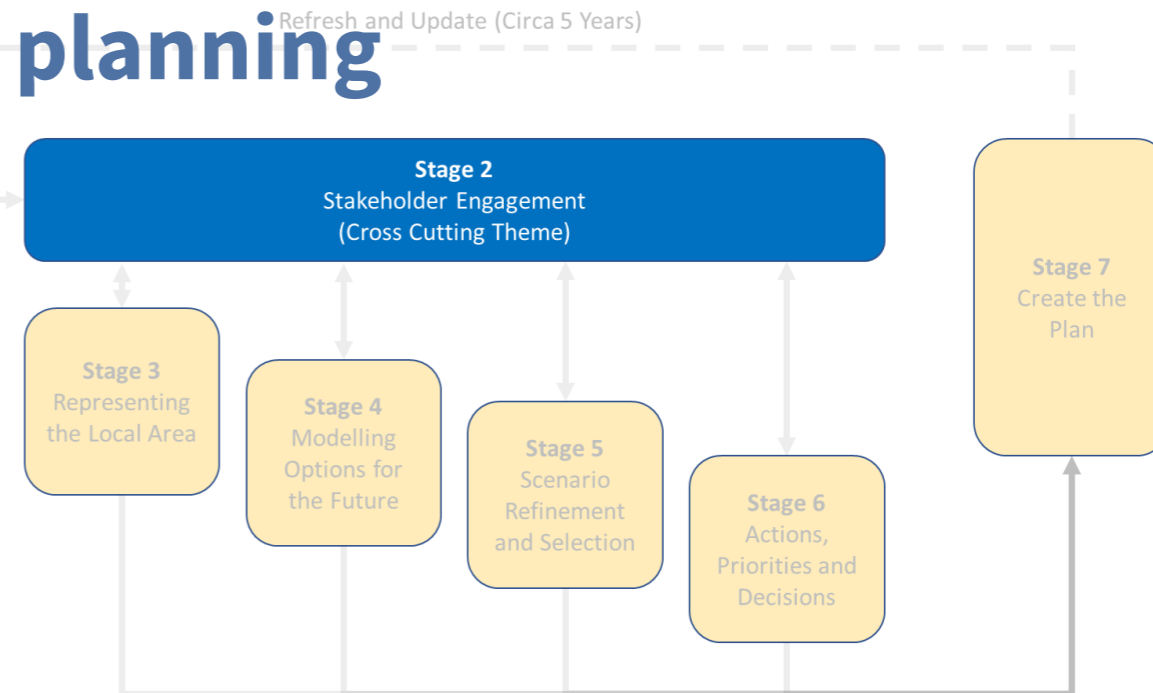 Refresh and Update (Circa 5 Years)
planning
Stage 2
Stakeholder Engagement
(Cross Cutting Theme)
Stage 3
Representing
the Local Area
Stage 4
Modelling
Options for
the Future
Stage 5
Scenario
Refinement
and Selection
Stage 6
Actions,
Priorities and
Decisions
Stage 7
Create the
Plan